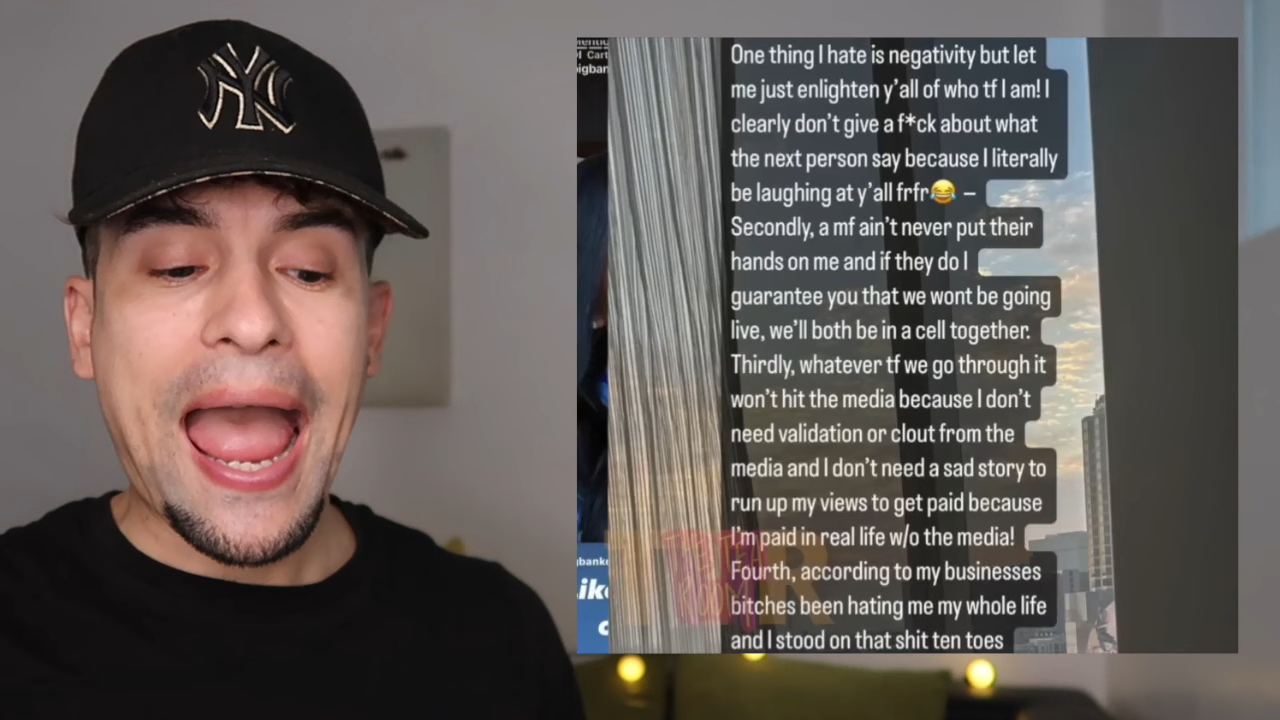 NY
Cart
bigban
One thing I hate is negativity but let
me just enlighten y'all of who tf I am! I
clearly don't give a f*ck about what
the next person say because I literally
be laughing at y'all frfr😂 –
Secondly, a mf ain't never put their
hands on me and if they do I
guarantee you that we wont be going
live, we'll both be in a cell together.
Thirdly, whatever tf we go through it
won't hit the media because I don't
need validation or clout from the
media and I don't need a sad story to
run up my views to get paid because
I'm paid in real life w/o the media!
Fourth, according to my businesses
bitches been hating me my whole life
and I stood on that shit ten toes